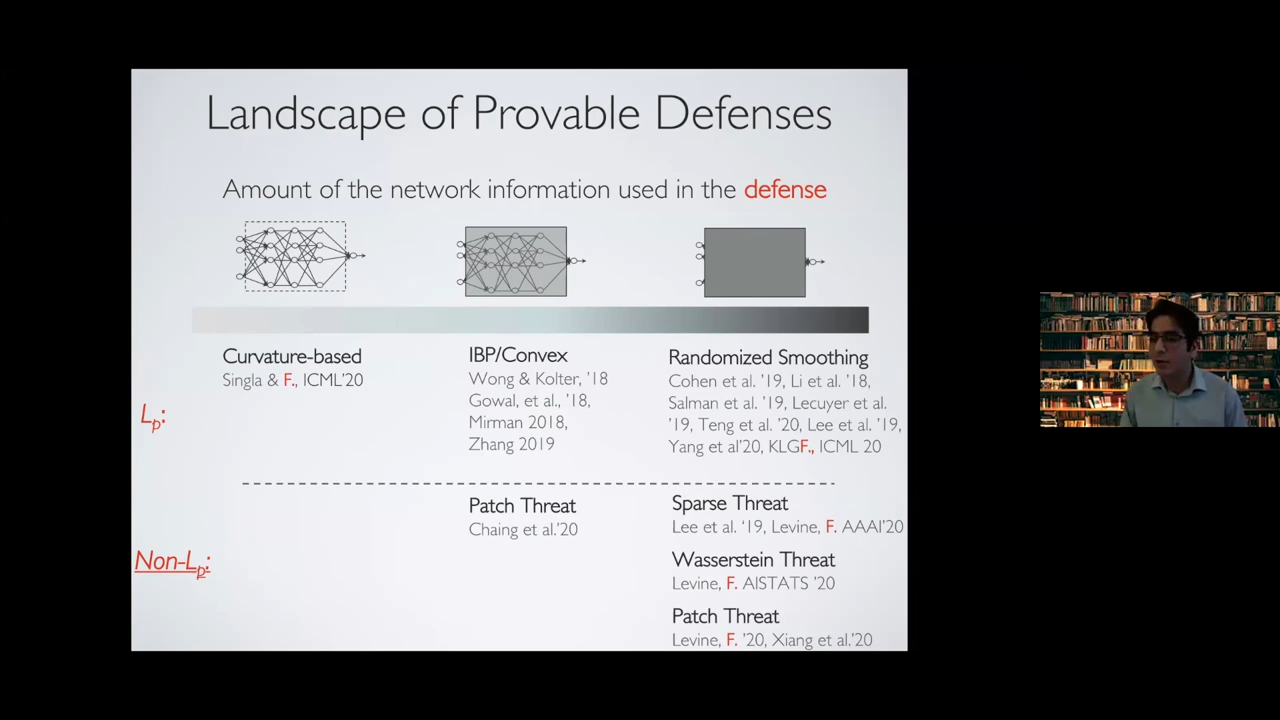 Landscape of Provable Defenses
Amount of the network information used in the defense
Curvature-based
Singla & F., ICML'20
IBP/Convex
Wong & Kolter, '18
Gowal, et al., '18,
Mirman 2018,
Zhang 2019
Randomized Smoothing
Cohen et al. '19, Li et al. '18,
Salman et al. '19, Lecuyer et al.
'19, Teng et al. '20, Lee et al. '19,
Yang et al'20, KLGF., ICML 20
Lp:
Patch Threat
Chaing et al.'20
Sparse Threat
Lee et al. '19, Levine, F. AAAI'20
Non-Lp:
Wasserstein Threat
Levine, F. AISTATS '20
Patch Threat
Levine, F. '20, Xiang et al.'20